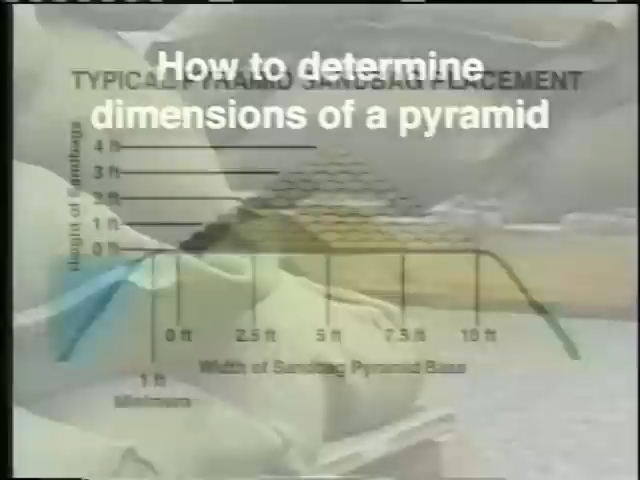 How to determine
TYPICAL PYRAMID SANDBAG PLACEMENT
dimensions of a pyramid
4 ft
3 ft
2 ft
1 ft
0 ft
Height of Sandbags
0 ft 2.5 ft 5 ft 7.5 ft 10 ft
Width of Sandbag Pyramid Base
1 ft
Minimum